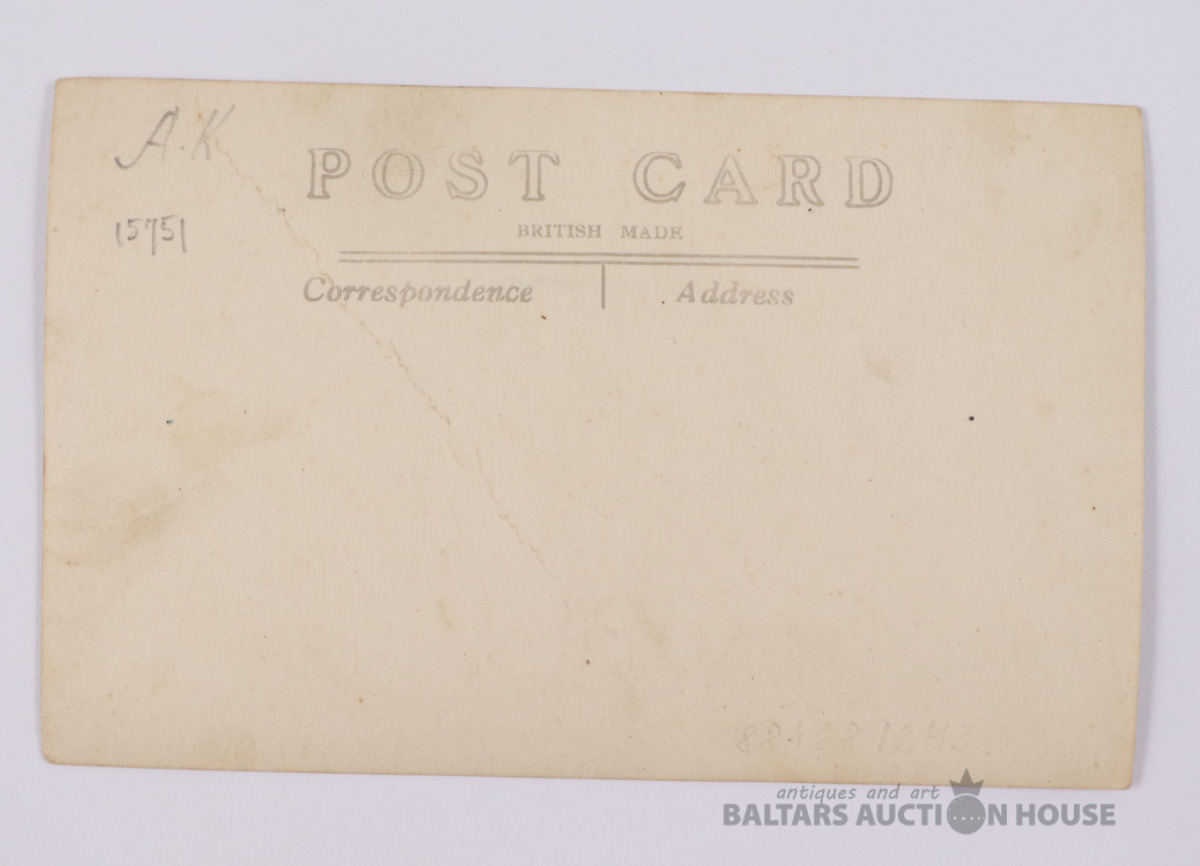 A.K
POST CARD
15751
BRITISH MADE
Correspondence
Address
antiques and art
BALTARS AUCTION HOUSE